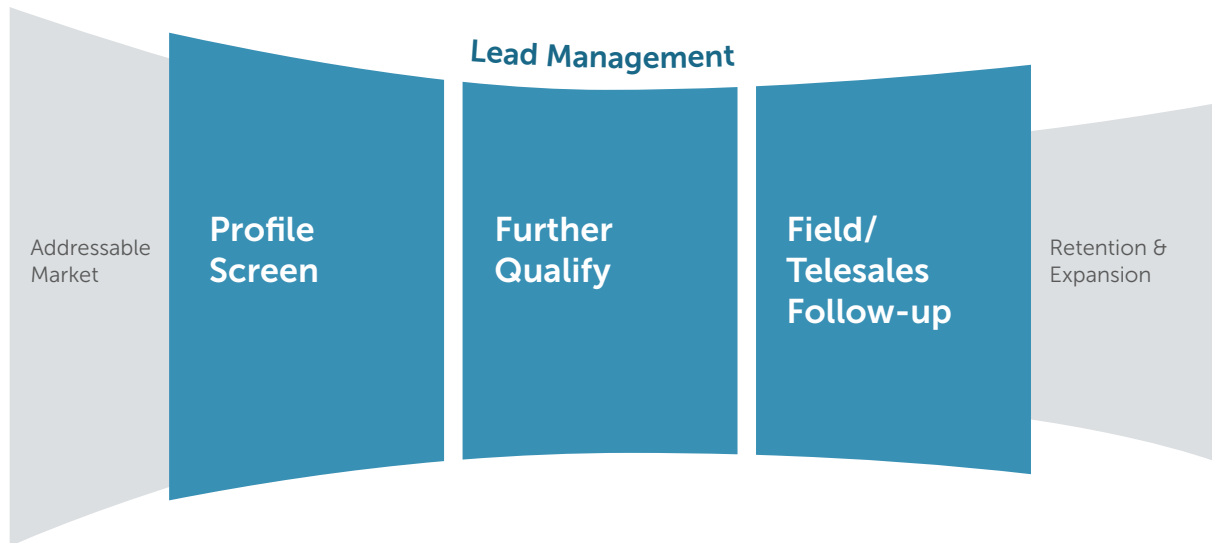 Lead Management
Addressable
Market
Profile
Screen
Further
Qualify
Field/
Telesales
Follow-up
Retention &
Expansion